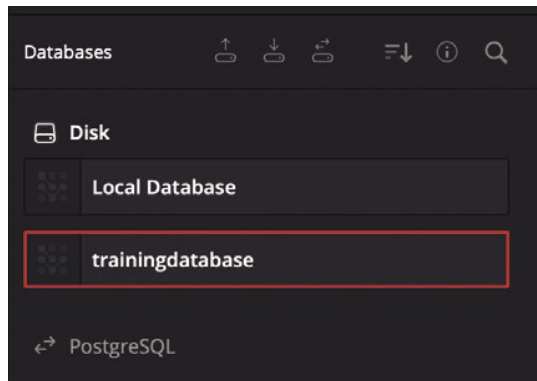 Databases
Disk
Local Database
trainingdatabase
PostgreSQL